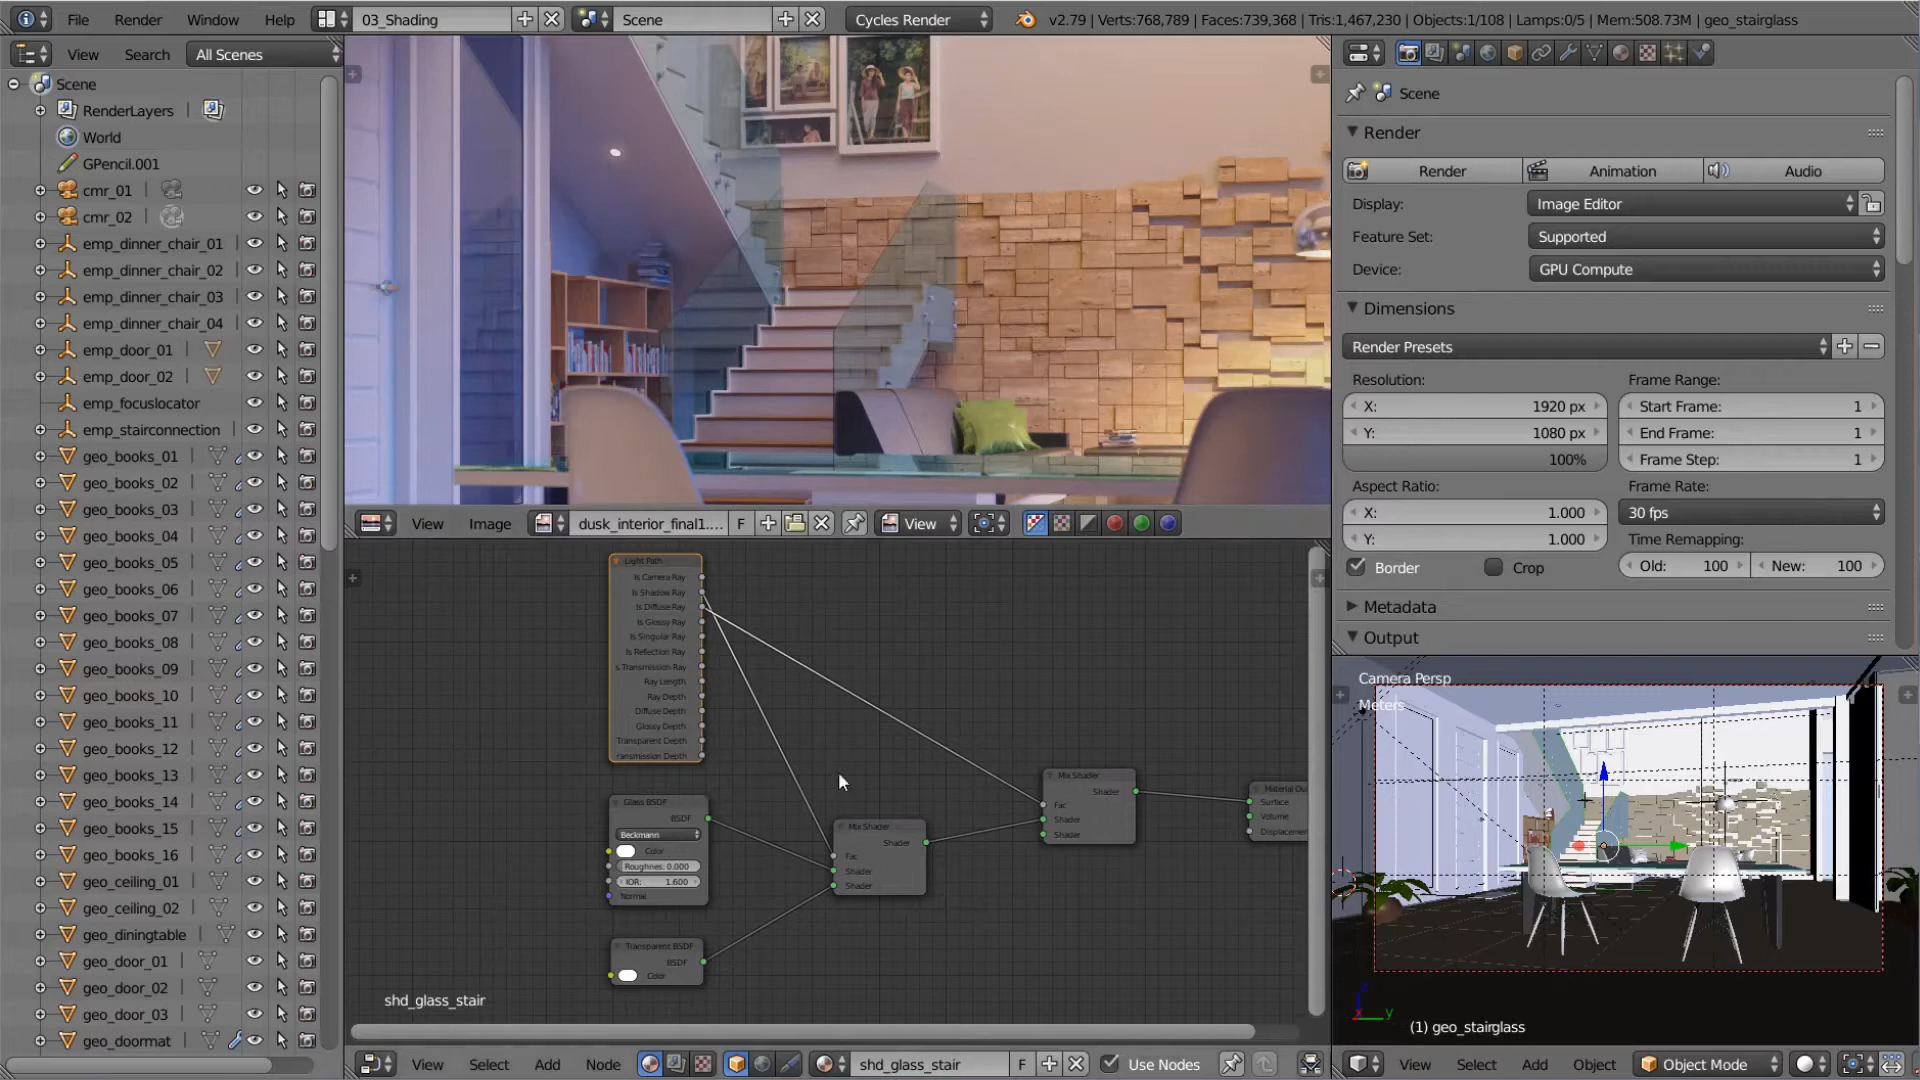 File Render Window Help 03_Shading Scene Cycles Render v2.79 | Verts:768,789 | Faces:739,368 | Tris:1,467,230 | Objects:1/108 | Lamps:0/5 | Mem:508.73M | geo_stairglass
View Search All Scenes
Scene
RenderLayers
World
GPencil.001
cmr_01
cmr_02
emp_dinner_chair_01
emp_dinner_chair_02
emp_dinner_chair_03
emp_dinner_chair_04
emp_door_01
emp_door_02
emp_focuslocator
emp_stairconnection
geo_books_01
geo_books_02
geo_books_03
geo_books_04
geo_books_05
geo_books_06
geo_books_07
geo_books_08
geo_books_09
geo_books_10
geo_books_11
geo_books_12
geo_books_13
geo_books_14
geo_books_15
geo_books_16
geo_ceiling_01
geo_ceiling_02
geo_diningtable
geo_door_01
geo_door_02
geo_door_03
geo_doormat
View Image dusk_interior_final1.... F View
Light Path
Is Camera Ray
Is Shadow Ray
Is Diffuse Ray
Is Glossy Ray
Is Singular Ray
Is Reflection Ray
s Transmission Ray
Ray Length
Ray Depth
Diffuse Depth
Glossy Depth
Transparent Depth
ransmission Depth
Glass BSDF
BSDF
Beckmann
Color
Roughnes: 0.000
IOR: 1.600
Normal
Transparent BSDF
BSDF
Color
Mix Shader
Shader
Fac
Shader
Shader
Mix Shader
Shader
Fac
Shader
Shader
Material Ou
Surface
Volume
Displacemen
shd_glass_stair
View Select Add Node shd_glass_stair F Use Nodes
Scene
Render
Render Animation Audio
Display: Image Editor
Feature Set: Supported
Device: GPU Compute
Dimensions
Render Presets
Resolution: Frame Range:
X: 1920 px Start Frame: 1
Y: 1080 px End Frame: 1
100% Frame Step: 1
Aspect Ratio: Frame Rate:
X: 1.000 30 fps
Y: 1.000 Time Remapping:
Border Crop Old: 100 New: 100
Metadata
Output
Camera Persp
Meters
z
x y
(1) geo_stairglass
View Select Add Object Object Mode